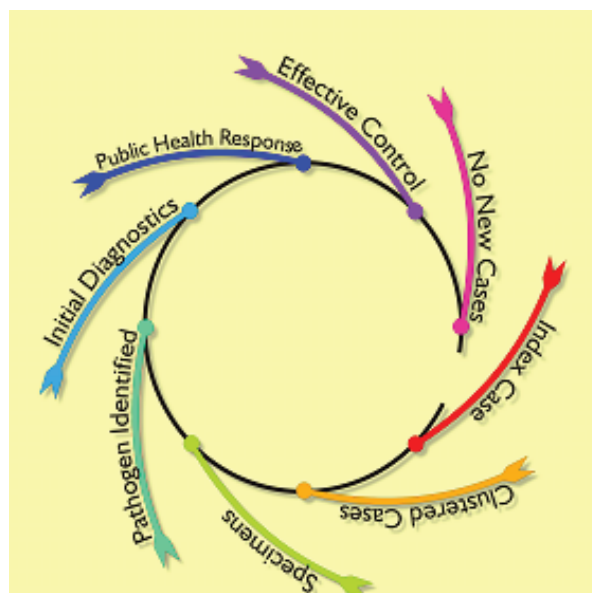 Index Case
Clustered Cases
Specimens
Pathogen Identified
Initial Diagnostics
Public Health Response
Effective Control
No New Cases